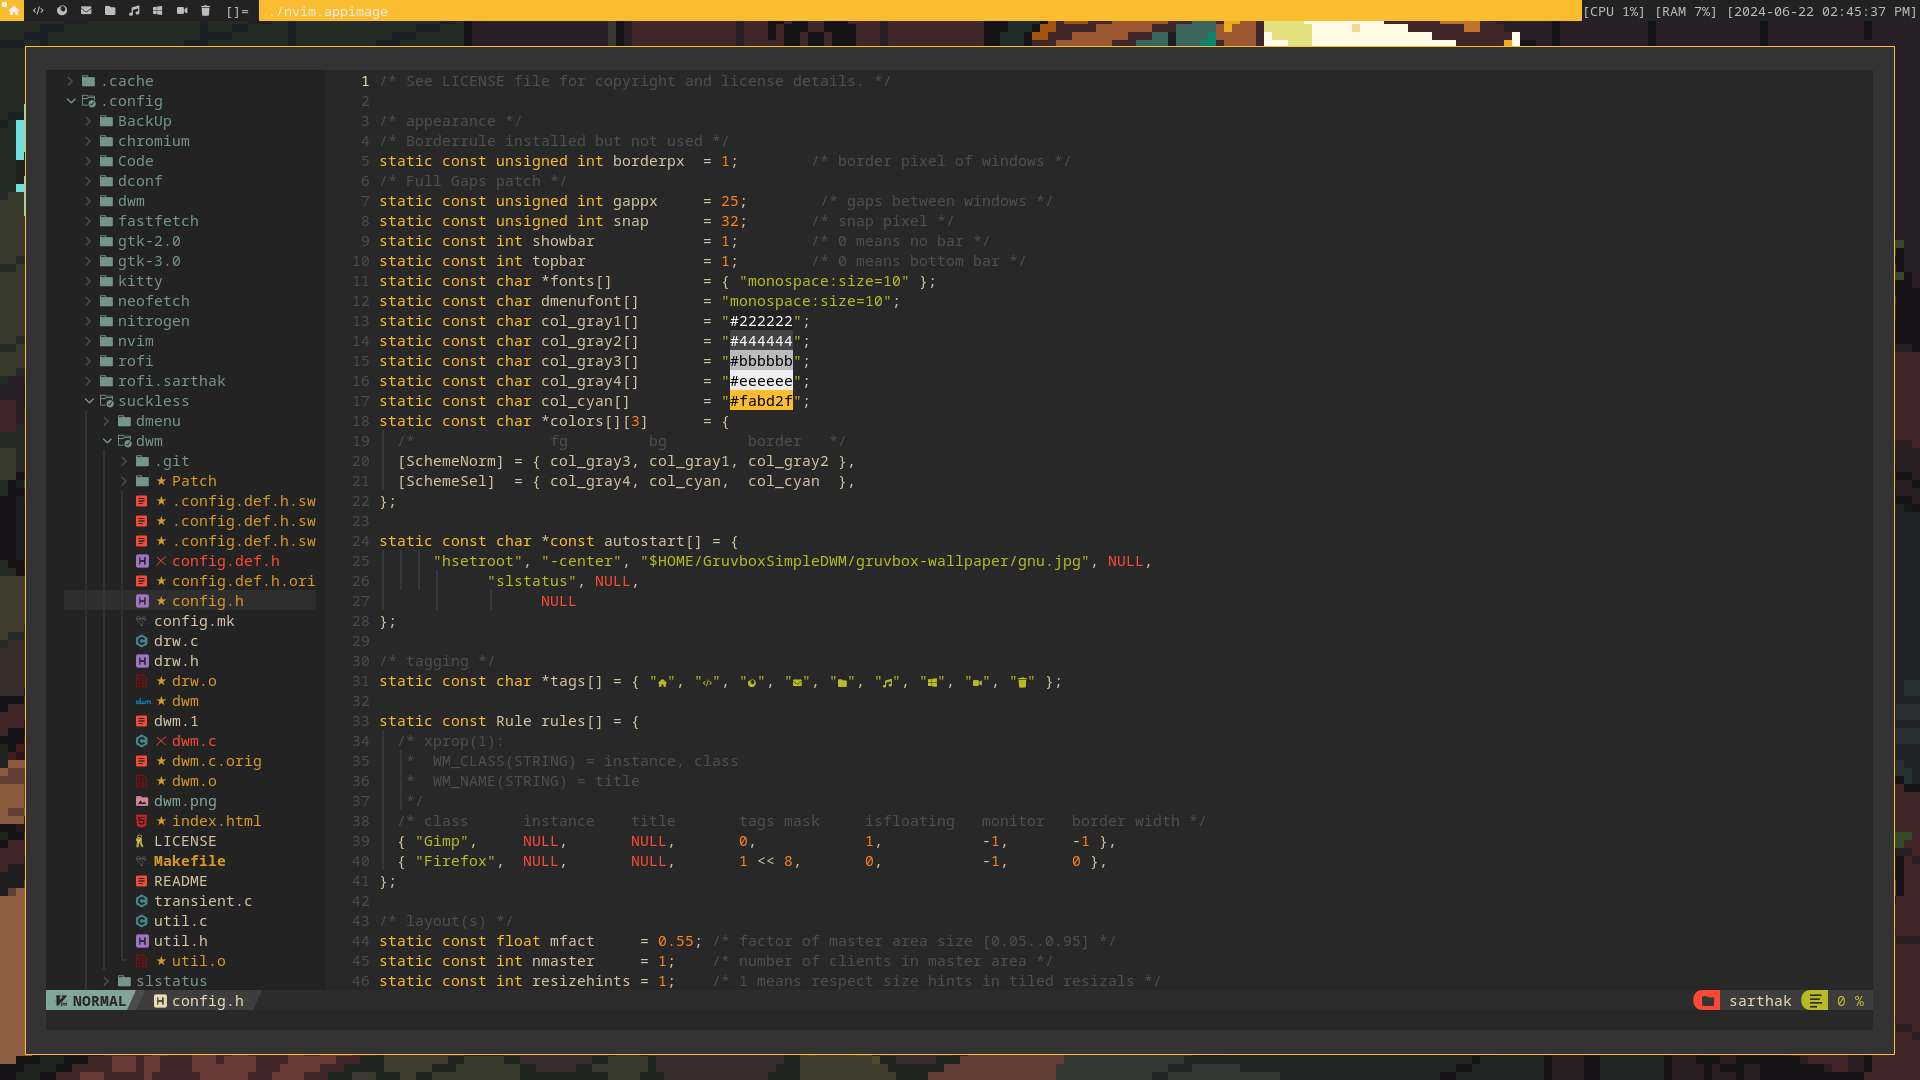 []= ./nvim.appimage [CPU 1%] [RAM 7%] [2024-06-22 02:45:37 PM]
.cache
.config
BackUp
chromium
Code
dconf
dwm
fastfetch
gtk-2.0
gtk-3.0
kitty
neofetch
nitrogen
nvim
rofi
rofi.sarthak
suckless
dmenu
dwm
.git
★ Patch
★ .config.def.h.sw
★ .config.def.h.sw
★ .config.def.h.sw
config.def.h
★ config.def.h.ori
★ config.h
config.mk
drw.c
drw.h
★ drw.o
★ dwm
dwm.1
dwm.c
★ dwm.c.orig
★ dwm.o
dwm.png
★ index.html
LICENSE
Makefile
README
transient.c
util.c
util.h
★ util.o
slstatus
1 /* See LICENSE file for copyright and license details. */
2
3 /* appearance */
4 /* Borderrule installed but not used */
5 static const unsigned int borderpx  = 1;        /* border pixel of windows */
6 /* Full Gaps patch */
7 static const unsigned int gappx     = 25;        /* gaps between windows */
8 static const unsigned int snap      = 32;       /* snap pixel */
9 static const int showbar            = 1;        /* 0 means no bar */
10 static const int topbar             = 1;        /* 0 means bottom bar */
11 static const char *fonts[]          = { "monospace:size=10" };
12 static const char dmenufont[]       = "monospace:size=10";
13 static const char col_gray1[]       = "#222222";
14 static const char col_gray2[]       = "#444444";
15 static const char col_gray3[]       = "#bbbbbb";
16 static const char col_gray4[]       = "#eeeeee";
17 static const char col_cyan[]        = "#fabd2f";
18 static const char *colors[][3]      = {
19 /*               fg         bg         border   */
20 [SchemeNorm] = { col_gray3, col_gray1, col_gray2 },
21 [SchemeSel]  = { col_gray4, col_cyan,  col_cyan  },
22 };
23
24 static const char *const autostart[] = {
25 "hsetroot", "-center", "$HOME/GruvboxSimpleDWM/gruvbox-wallpaper/gnu.jpg", NULL,
26 "slstatus", NULL,
27 NULL
28 };
29
30 /* tagging */
31 static const char *tags[] = { "", "</>", "", "", "", "", "", "", "" };
32
33 static const Rule rules[] = {
34 /* xprop(1):
35 *  WM_CLASS(STRING) = instance, class
36 *  WM_NAME(STRING) = title
37 */
38 /* class      instance    title       tags mask     isfloating   monitor   border width */
39 { "Gimp",     NULL,       NULL,       0,            1,           -1,       -1 },
40 { "Firefox",  NULL,       NULL,       1 << 8,       0,           -1,       0 },
41 };
42
43 /* layout(s) */
44 static const float mfact     = 0.55; /* factor of master area size [0.05..0.95] */
45 static const int nmaster     = 1;    /* number of clients in master area */
46 static const int resizehints = 1;    /* 1 means respect size hints in tiled resizals */
NORMAL config.h sarthak 0 %